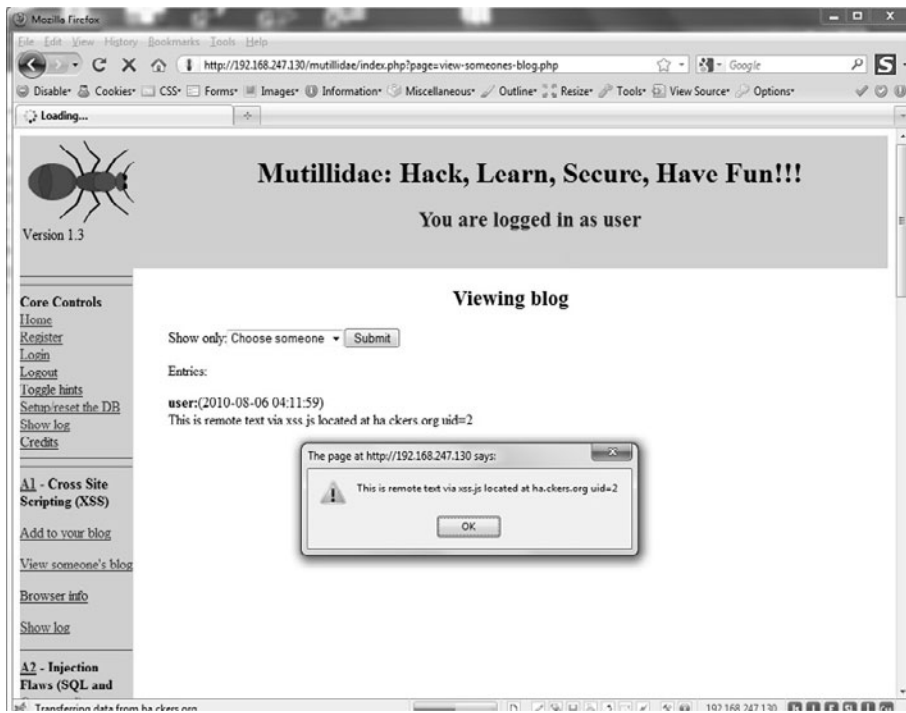 Mozilla Firefox
File Edit View History Bookmarks Tools Help
http://192.168.247.130/mutillidae/index.php?page=view-someones-blog.php
Google
S
Disable Cookies CSS Forms Images Information Miscellaneous Outline Resize Tools View Source Options
Loading...
Mutillidae: Hack, Learn, Secure, Have Fun!!!
You are logged in as user
Version 1.3
Core Controls
Home
Register
Login
Logout
Toggle hints
Setup/reset the DB
Show log
Credits
A1 - Cross Site
Scripting (XSS)
Add to your blog
View someone's blog
Browser info
Show log
A2 - Injection
Flaws (SQL and
Viewing blog
Show only: Choose someone Submit
Entries:
user:(2010-08-06 04:11:59)
This is remote text via xss.js located at ha.ckers.org uid=2
The page at http://192.168.247.130 says:
This is remote text via xss.js located at ha.ckers.org uid=2
OK
Transferring data from ha.ckers.org
192.168.247.130